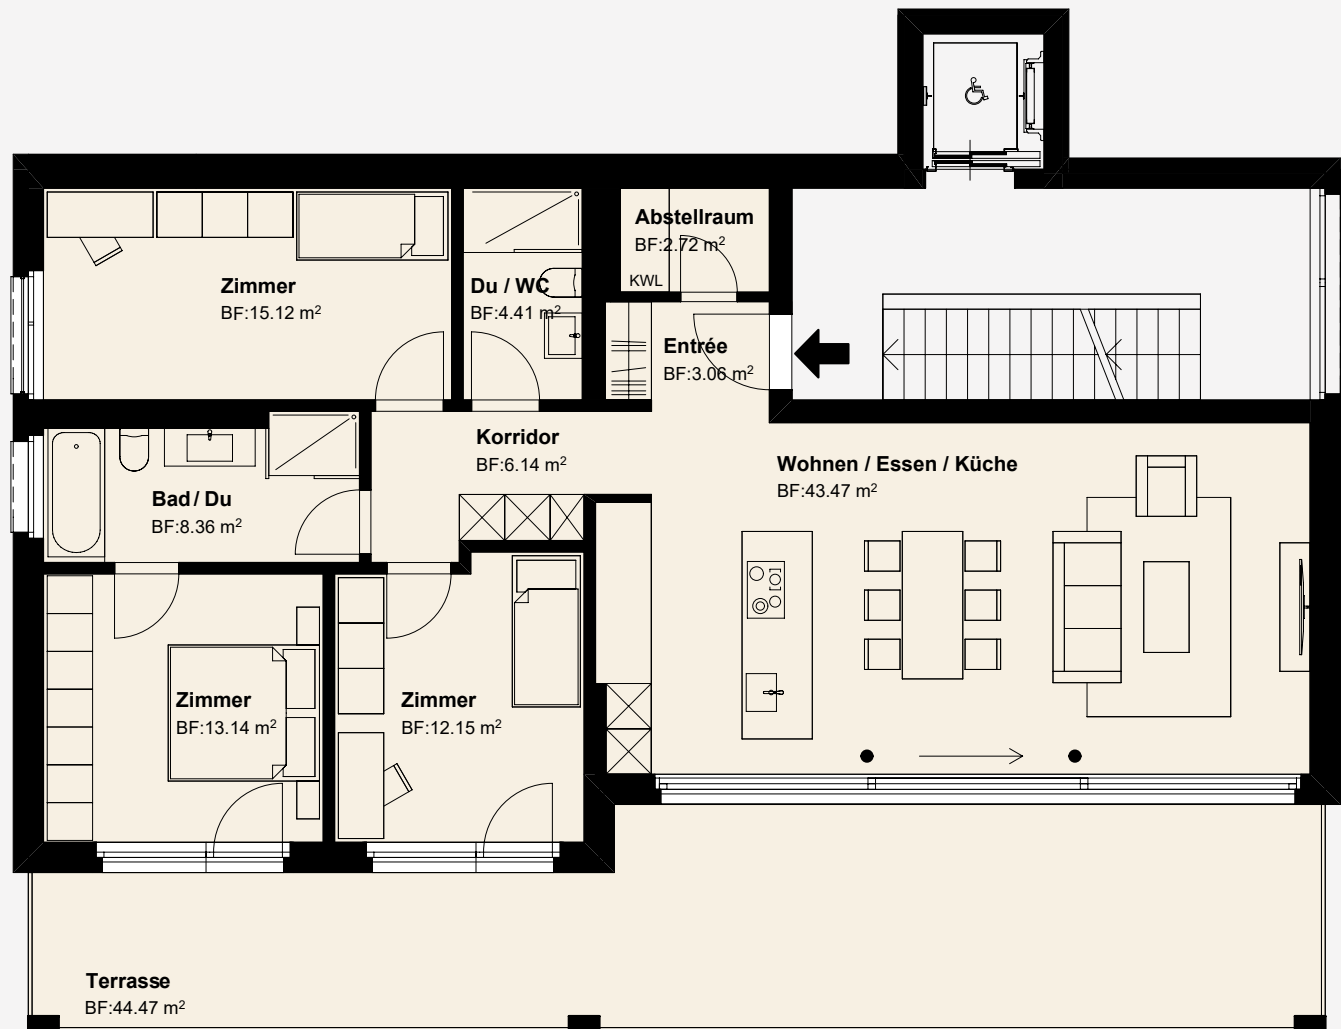 Abstellraum
BF:2.72 m²
KWL
Zimmer
BF:15.12 m²
Du / WC
BF:4.41 m²
Entrée
BF:3.06 m²
Korridor
BF:6.14 m²
Wohnen / Essen / Küche
BF:43.47 m²
Bad / Du
BF:8.36 m²
Zimmer
BF:13.14 m²
Zimmer
BF:12.15 m²
Terrasse
BF:44.47 m²